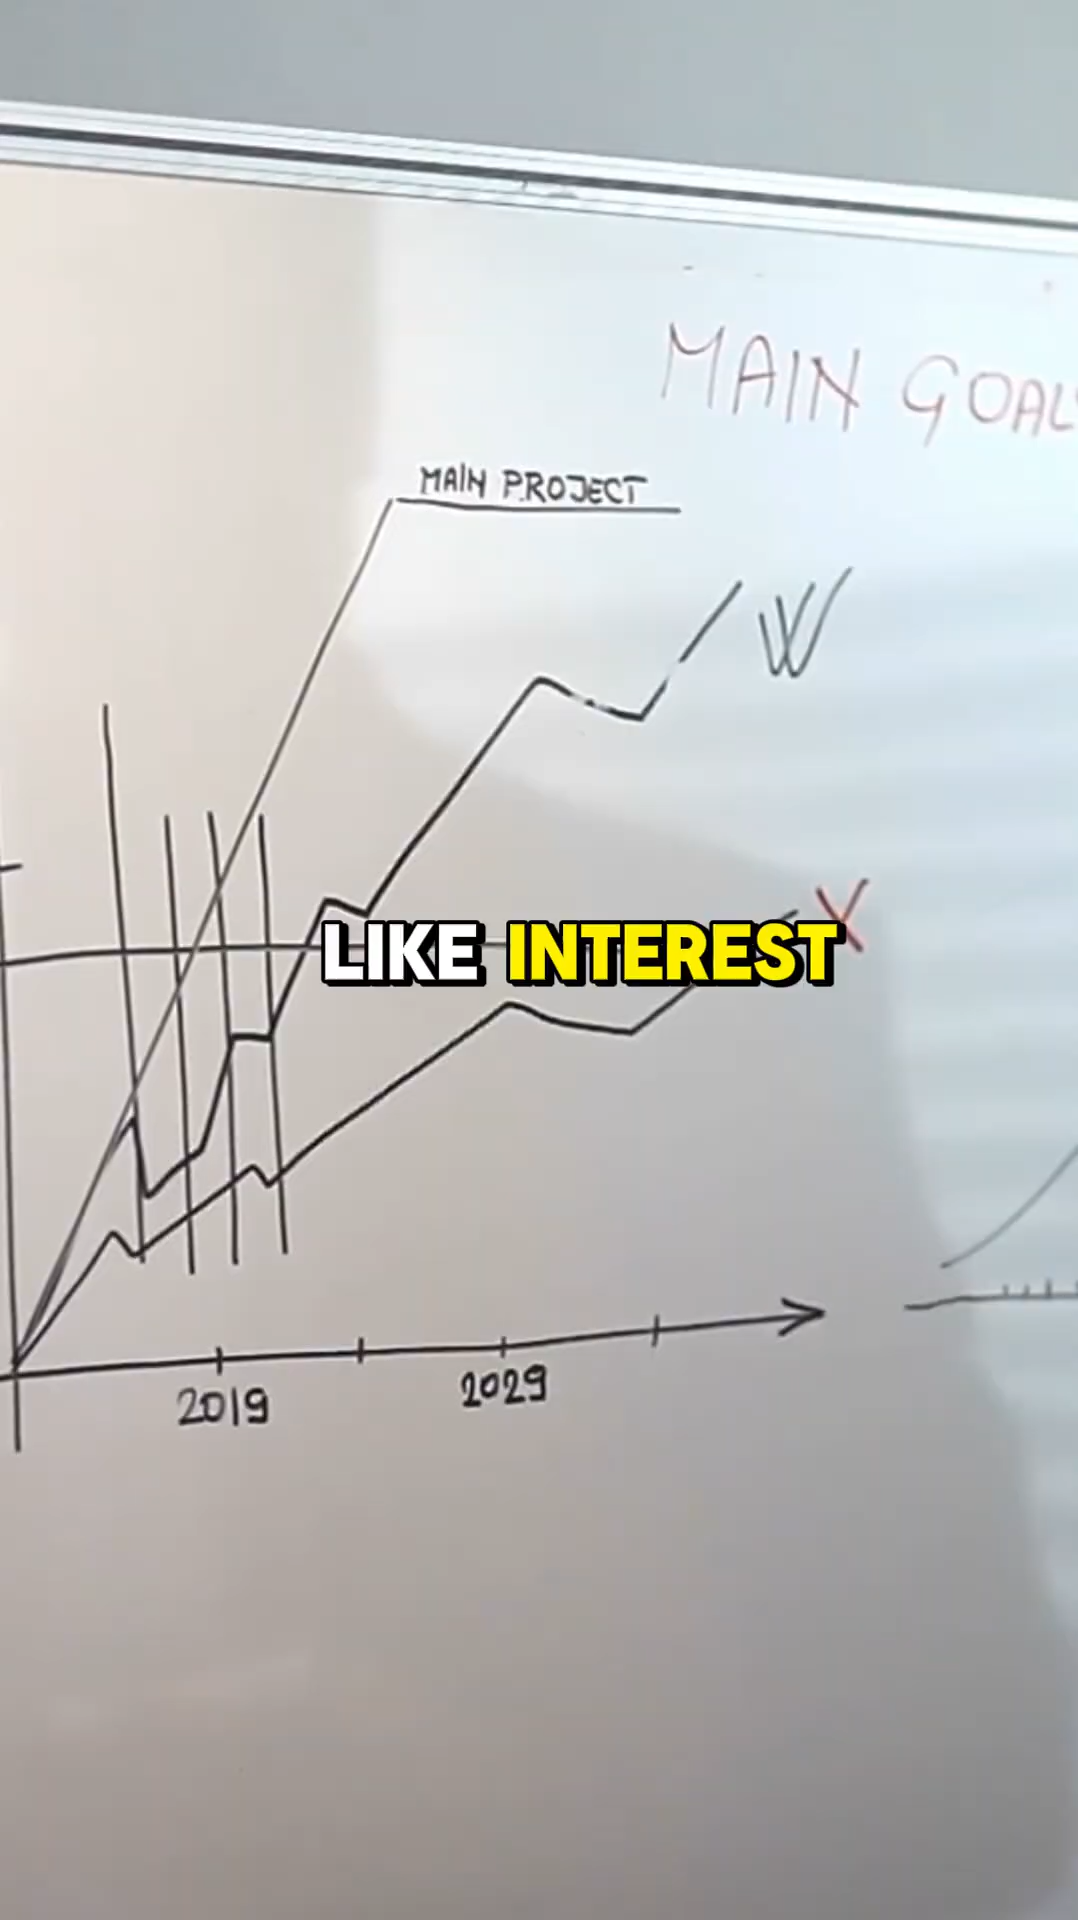 MAIN GOAL
MAIN PROJECT
W
LIKE INTEREST
X
2019
2029